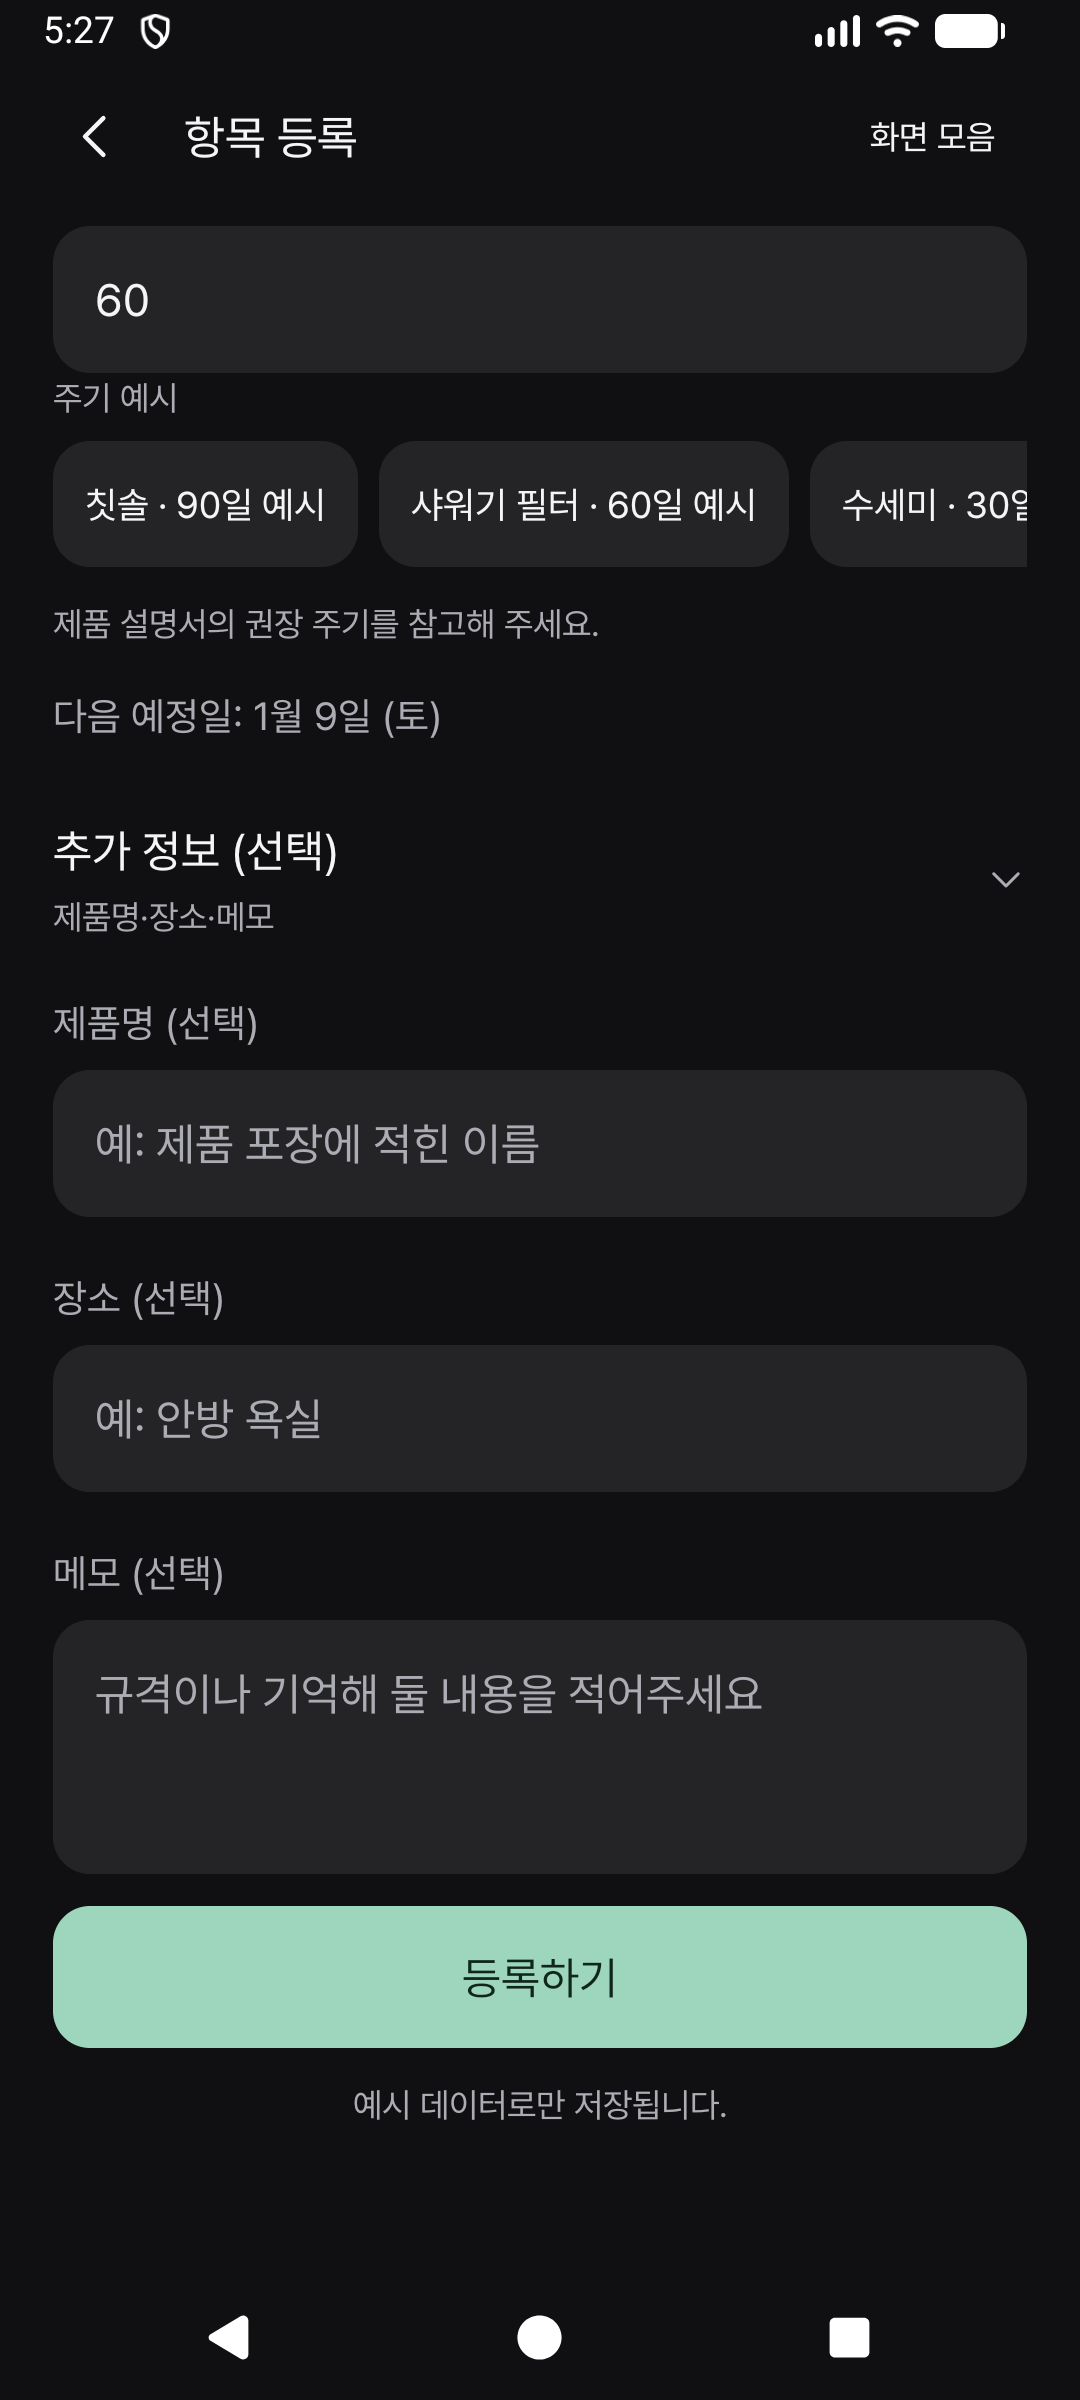 5:27
항목 등록
화면 모음
60
주기 예시
칫솔 · 90일 예시
샤워기 필터 · 60일 예시
수세미 · 30일
제품 설명서의 권장 주기를 참고해 주세요.
다음 예정일: 1월 9일 (토)
추가 정보 (선택)
제품명·장소·메모
제품명 (선택)
예: 제품 포장에 적힌 이름
장소 (선택)
예: 안방 욕실
메모 (선택)
규격이나 기억해 둘 내용을 적어주세요
등록하기
예시 데이터로만 저장됩니다.